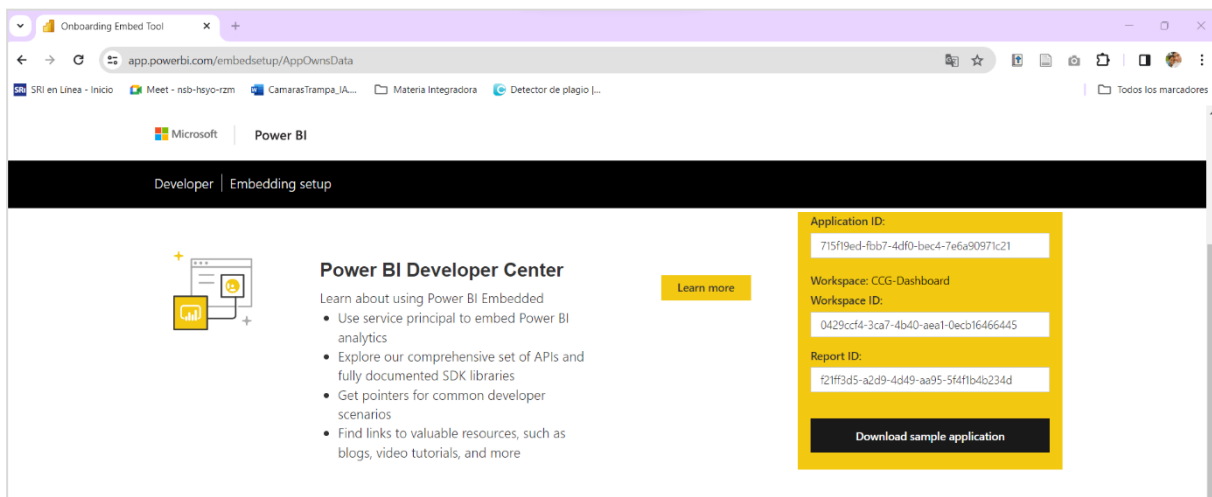 Onboarding Embed Tool
app.powerbi.com/embedsetup/AppOwnsData
SRi SRI en Línea - Inicio Meet - nsb-hsyo-rzm CamarasTrampa_IA.... Materia Integradora Detector de plagio |... Todos los marcadores
Microsoft Power BI
Developer Embedding setup
Power BI Developer Center
Learn about using Power BI Embedded
• Use service principal to embed Power BI
analytics
• Explore our comprehensive set of APIs and
fully documented SDK libraries
• Get pointers for common developer
scenarios
• Find links to valuable resources, such as
blogs, video tutorials, and more
Learn more
Application ID:
715f19ed-fbb7-4df0-bec4-7e6a90971c21
Workspace: CCG-Dashboard
Workspace ID:
0429ccf4-3ca7-4b40-aea1-0ecb16466445
Report ID:
f21ff3d5-a2d9-4d49-aa95-5f4f1b4b234d
Download sample application